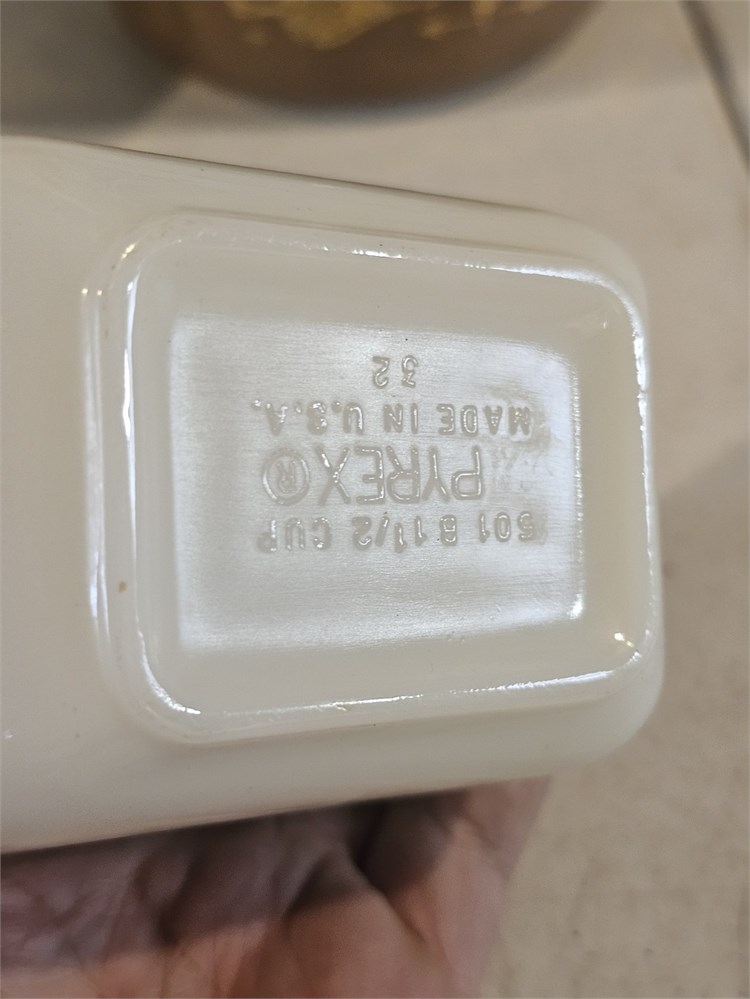 501 B 1 1/2 CUP
PYREX®
MADE IN U.S.A.
32